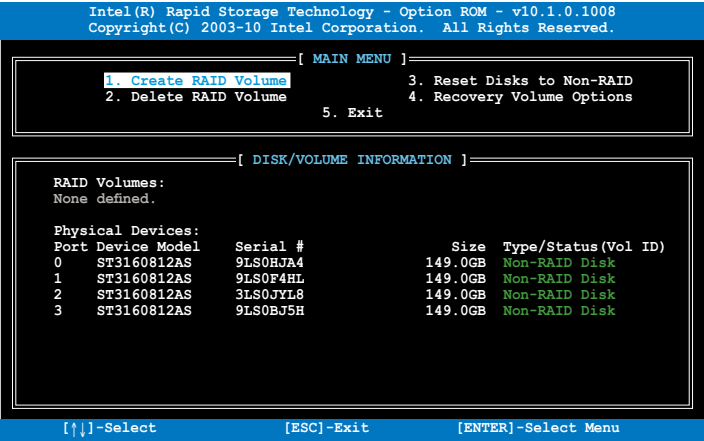 Intel(R) Rapid Storage Technology - Option ROM - v10.1.0.1008
Copyright(C) 2003-10 Intel Corporation.  All Rights Reserved.
[ MAIN MENU ]
1. Create RAID Volume 3. Reset Disks to Non-RAID
2. Delete RAID Volume 4. Recovery Volume Options
5. Exit
[ DISK/VOLUME INFORMATION ]
RAID Volumes:
None defined.
Physical Devices:
Port Device Model Serial # Size Type/Status(Vol ID)
0 ST3160812AS 9LS0HJA4 149.0GB Non-RAID Disk
1 ST3160812AS 9LS0F4HL 149.0GB Non-RAID Disk
2 ST3160812AS 3LS0JYL8 149.0GB Non-RAID Disk
3 ST3160812AS 9LS0BJ5H 149.0GB Non-RAID Disk
[↑↓]-Select [ESC]-Exit [ENTER]-Select Menu